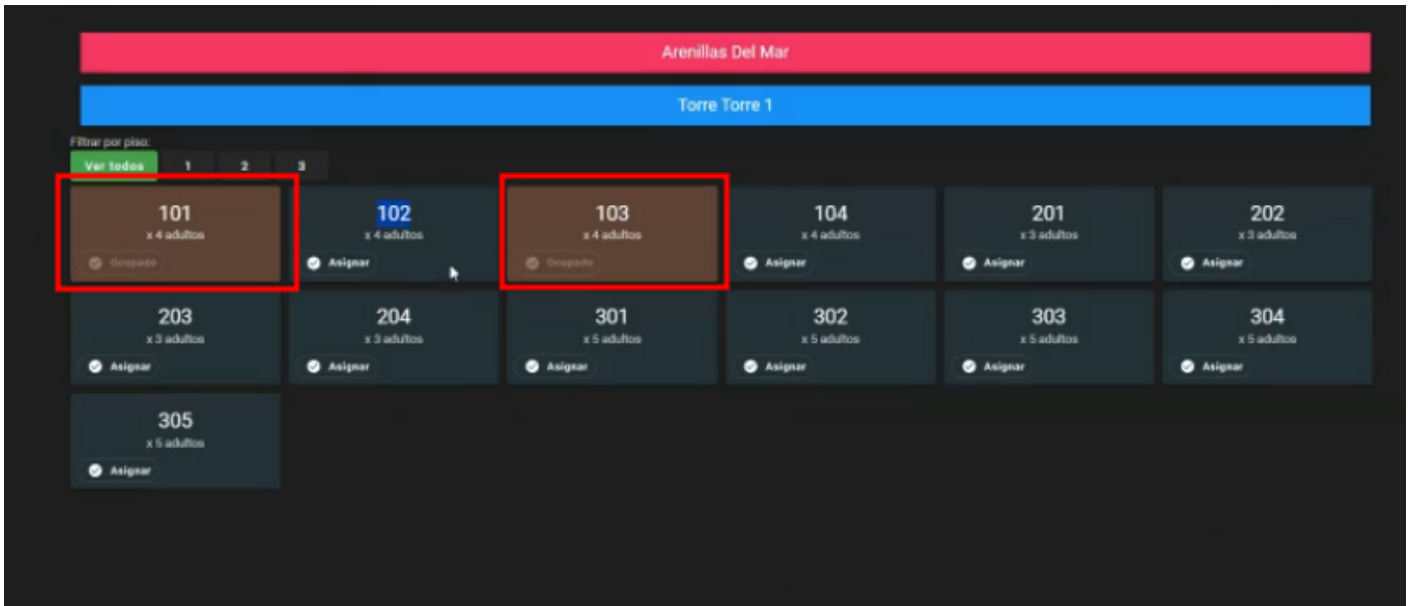 Arenillas Del Mar
Torre Torre 1
Filtrar por piso:
Ver todos 1 2 3
101 102 103 104 201 202
x 4 adultos x 4 adultos x 4 adultos x 4 adultos x 3 adultos x 3 adultos
Ocupado Asignar Ocupado Asignar Asignar Asignar
203 204 301 302 303 304
x 3 adultos x 3 adultos x 5 adultos x 5 adultos x 5 adultos x 5 adultos
Asignar Asignar Asignar Asignar Asignar Asignar
305
x 5 adultos
Asignar